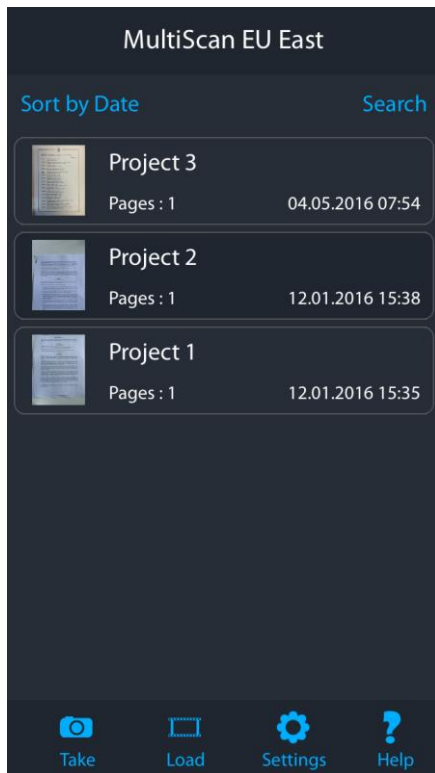 MultiScan EU East
Sort by Date Search
Project 3
Pages : 1 04.05.2016 07:54
Project 2
Pages : 1 12.01.2016 15:38
Project 1
Pages : 1 12.01.2016 15:35
Take Load Settings Help